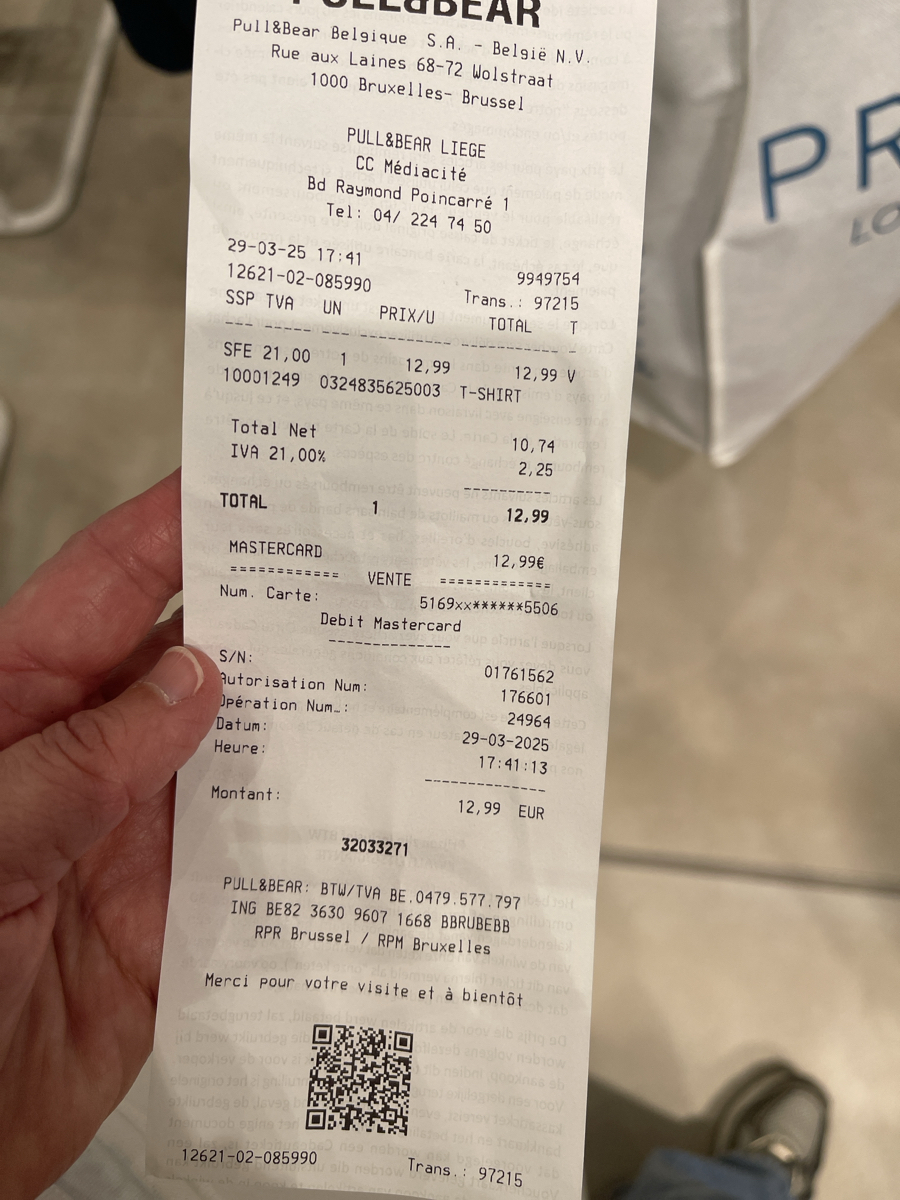 PULL&BEAR
Pull&Bear Belgique S.A. - België N.V.
Rue aux Laines 68-72 Wolstraat
1000 Bruxelles- Brussel
PULL&BEAR LIEGE
CC Médiacité
Bd Raymond Poincarré 1
Tel: 04/ 224 74 50
29-03-25 17:41 9949754
12621-02-085990 Trans.: 97215
SSP TVA UN PRIX/U TOTAL T
--- ----- --- ---------- ----------- -
SFE 21,00 1 12,99 12,99 V
10001249 0324835625003 T-SHIRT
Total Net 10,74
IVA 21,00% 2,25
----------
TOTAL 1 12,99
MASTERCARD 12,99€
============ VENTE ============
Num. Carte: 5169xx******5506
Debit Mastercard
--------------
S/N: 01761562
Autorisation Num: 176601
Opération Num.: 24964
Datum: 29-03-2025
Heure: 17:41:13
--------------
Montant: 12,99 EUR
32033271
PULL&BEAR: BTW/TVA BE.0479.577.797
ING BE82 3630 9607 1668 BBRUBEBB
RPR Brussel / RPM Bruxelles
Merci pour votre visite et à bientôt
12621-02-085990 Trans.: 97215
PR
LO